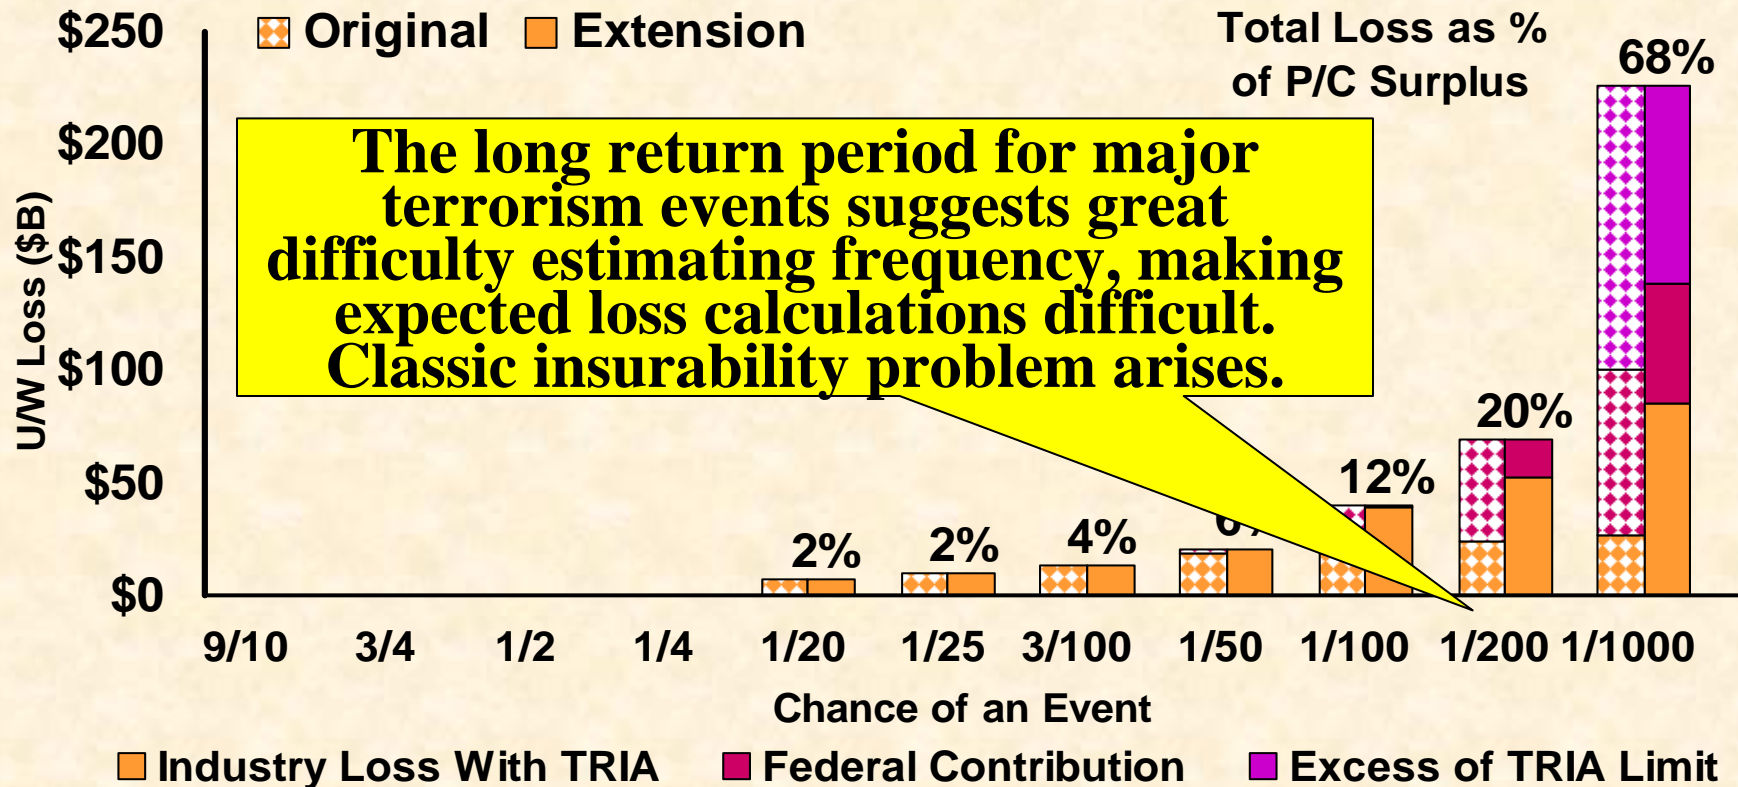 $250
Original
Extension
Total Loss as %
of P/C Surplus
68%
$200
The long return period for major
terrorism events suggests great
difficulty estimating frequency, making
expected loss calculations difficult.
Classic insurability problem arises.
U/W Loss ($B)
$150
$100
20%
$50
12%
2%
2%
4%
$0
9/10 3/4 1/2 1/4 1/20 1/25 3/100 1/50 1/100 1/200 1/1000
Chance of an Event
Industry Loss With TRIA
Federal Contribution
Excess of TRIA Limit